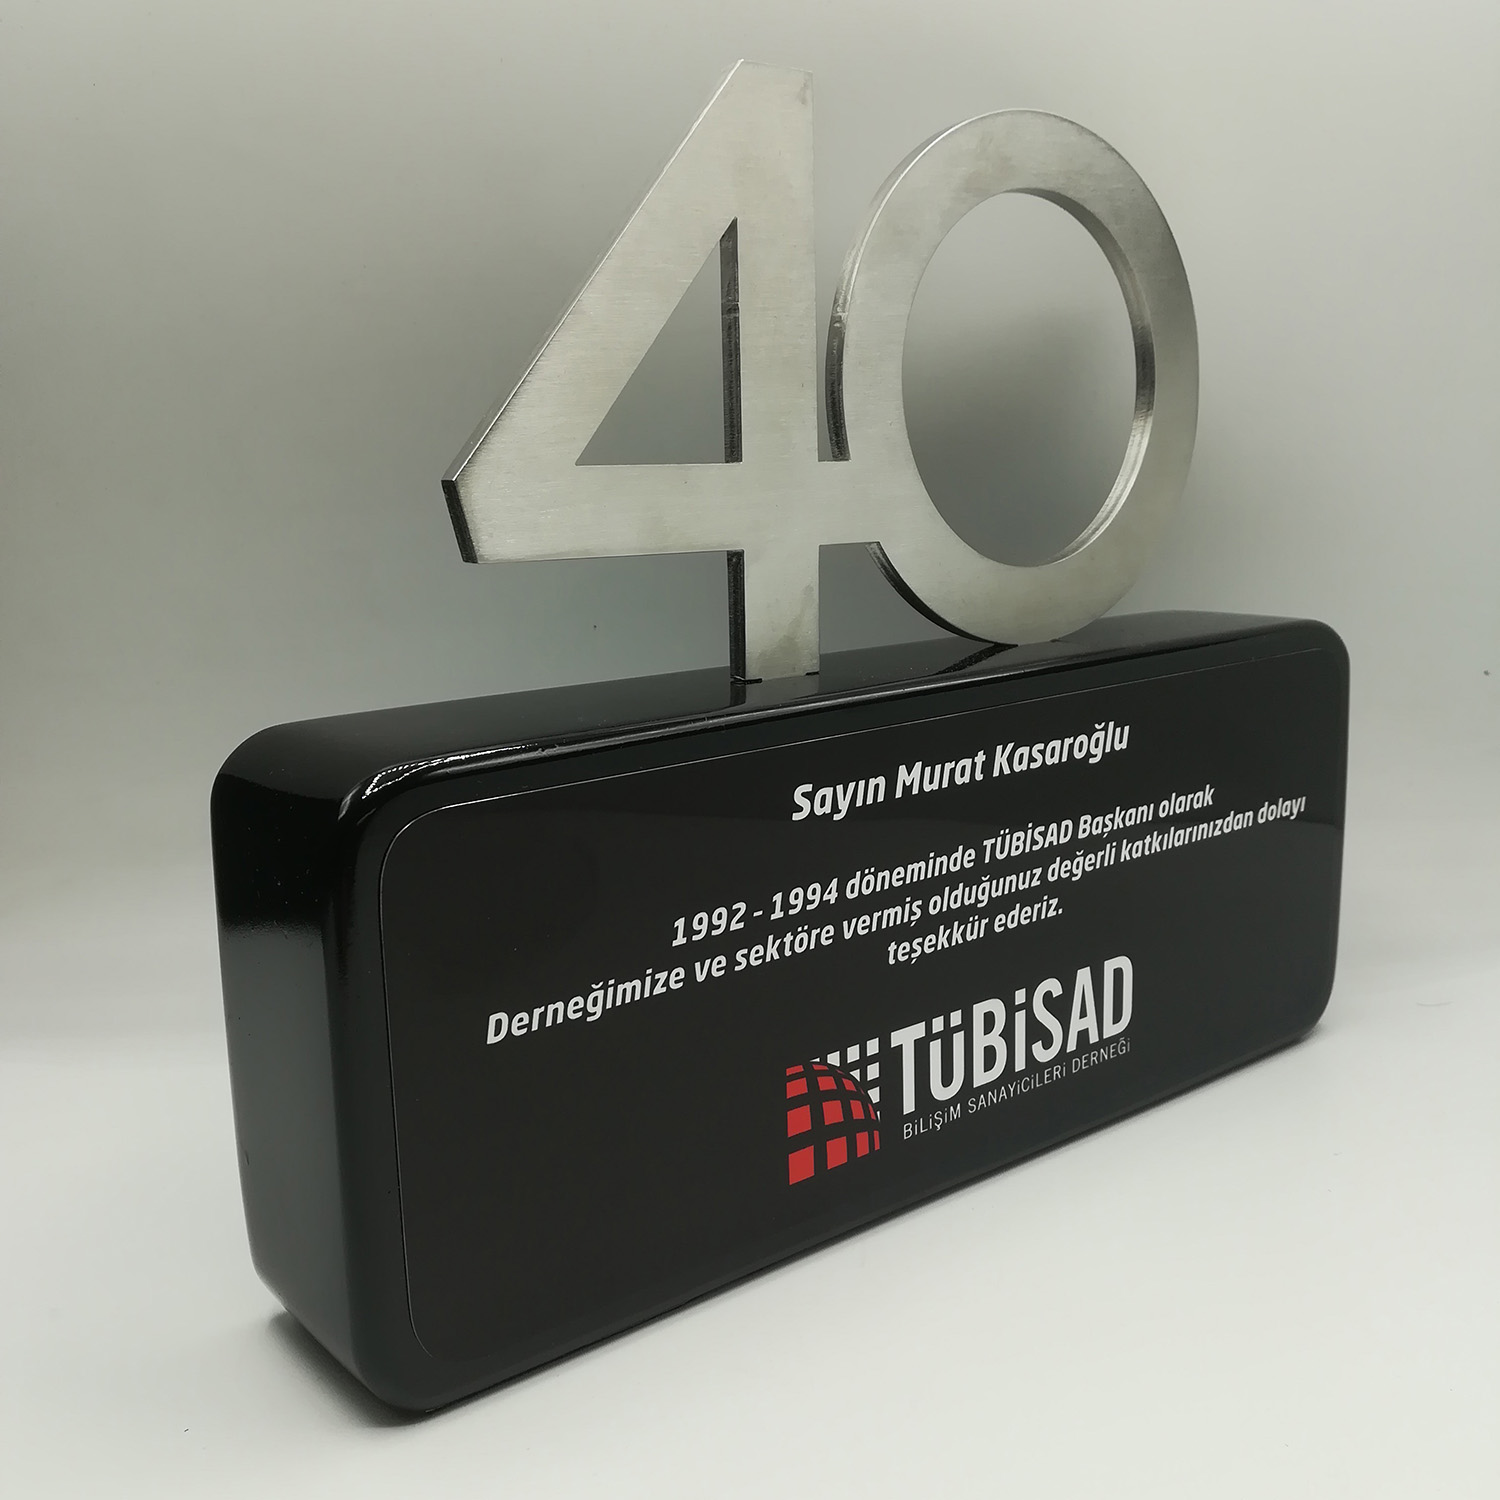 40
Sayın Murat Kasaroğlu
1992 - 1994 döneminde TÜBİSAD Başkanı olarak
Derneğimize ve sektöre vermiş olduğunuz değerli katkılarınızdan dolayı
teşekkür ederiz.
TÜBİSAD
BİLİŞİM SANAYİCİLERİ DERNEĞİ